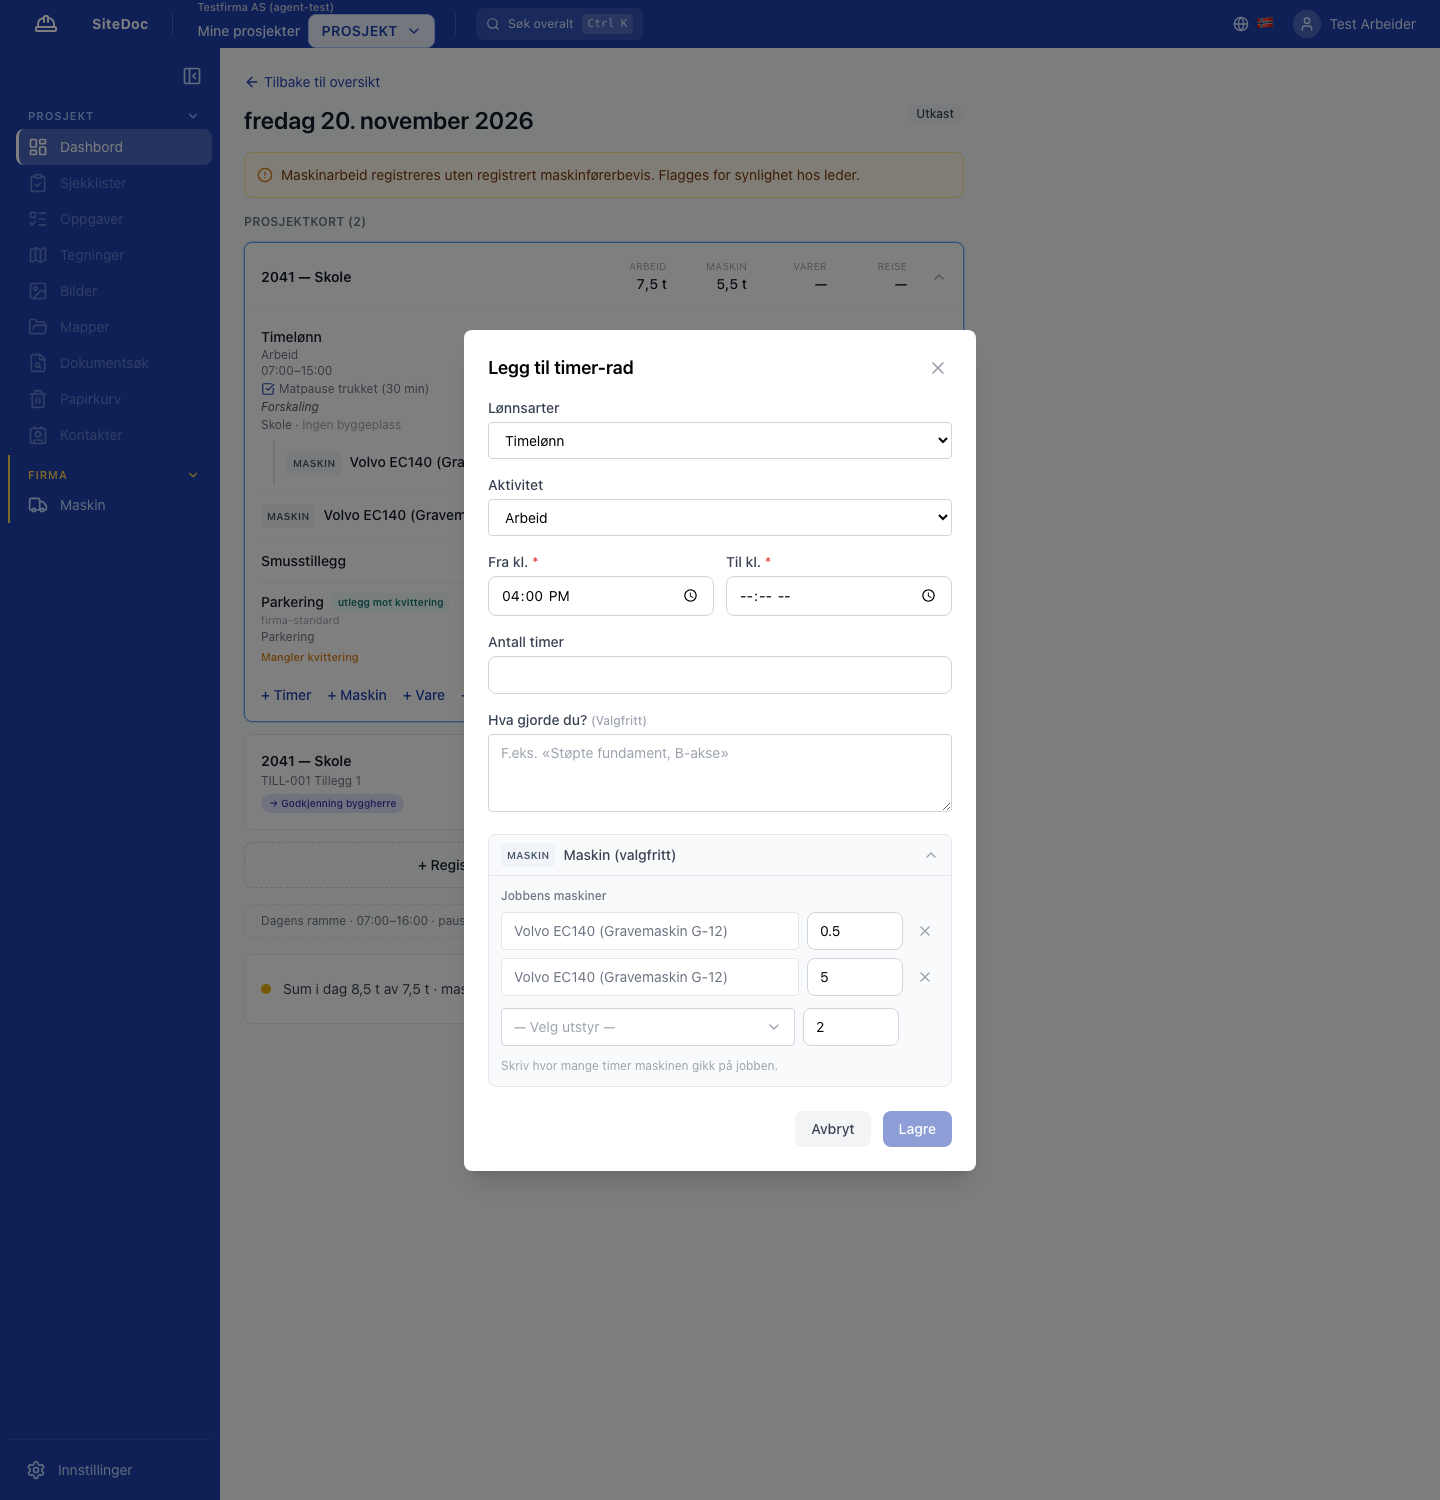 Testfirma AS (agent-test)
SiteDoc
Mine prosjekter
PROSJEKT
Søk overalt
Ctrl K
Test Arbeider
PROSJEKT
Dashbord
Sjekklister
Oppgaver
Tegninger
Bilder
Mapper
Dokumentsøk
Papirkurv
Kontakter
FIRMA
Maskin
Innstillinger
← Tilbake til oversikt
fredag 20. november 2026
Utkast
Maskinarbeid registreres uten registrert maskinførerbevis. Flagges for synlighet hos leder.
PROSJEKTKORT (2)
2041 — Skole
ARBEID
7,5 t
MASKIN
5,5 t
VARER
—
REISE
—
Timelønn
Arbeid
07:00–15:00
Matpause trukket (30 min)
Forskaling
Skole · Ingen byggeplass
MASKIN Volvo EC140 (Gra
MASKIN Volvo EC140 (Gravem
Smusstillegg
Parkering utlegg mot kvittering
firma-standard
Parkering
Mangler kvittering
+ Timer + Maskin + Vare
2041 — Skole
TILL-001 Tillegg 1
→ Godkjenning byggherre
+ Regis
Dagens ramme · 07:00–16:00 · paus
Sum i dag 8,5 t av 7,5 t · mas
Legg til timer-rad
Lønnsarter
Timelønn
Aktivitet
Arbeid
Fra kl. *
04:00 PM
Til kl. *
--:-- --
Antall timer
Hva gjorde du? (Valgfritt)
F.eks. «Støpte fundament, B-akse»
MASKIN Maskin (valgfritt)
Jobbens maskiner
Volvo EC140 (Gravemaskin G-12)
0.5
Volvo EC140 (Gravemaskin G-12)
5
— Velg utstyr —
2
Skriv hvor mange timer maskinen gikk på jobben.
Avbryt
Lagre